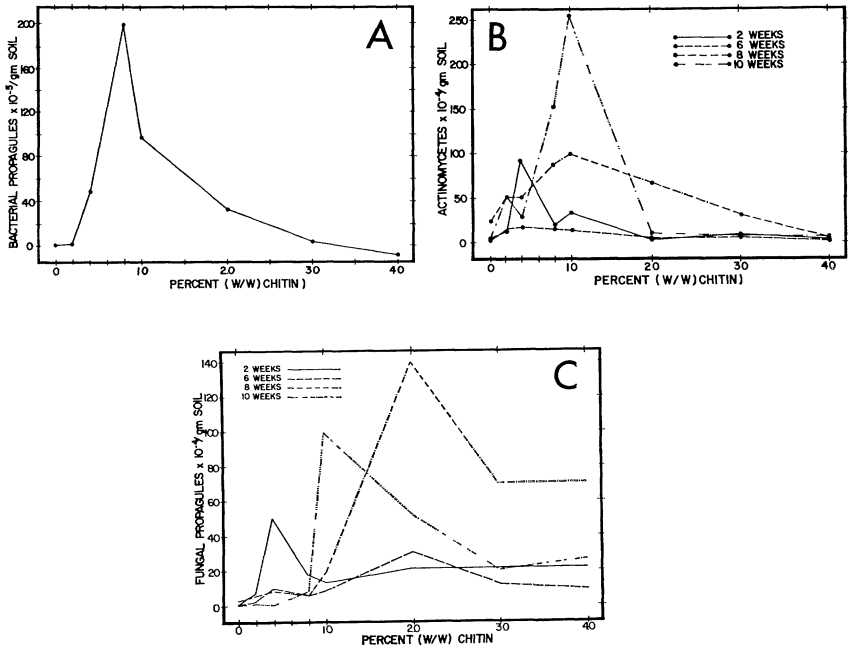 A
BACTERIAL PROPAGULES x 10⁻⁵/gm SOIL
200
160
120
80
40
0
0 10 20 30 40
PERCENT (W/W) CHITIN)
B
ACTINOMYCETES x 10⁻⁴/gm SOIL
250
200
150
100
50
0
2 WEEKS
6 WEEKS
8 WEEKS
10 WEEKS
0 10 20 30 40
PERCENT (W/W) CHITIN)
C
FUNGAL PROPAGULES x 10⁻⁴/gm SOIL
140
120
100
80
60
40
20
0
2 WEEKS
6 WEEKS
8 WEEKS
10 WEEKS
0 10 20 30 40
PERCENT (W/W) CHITIN